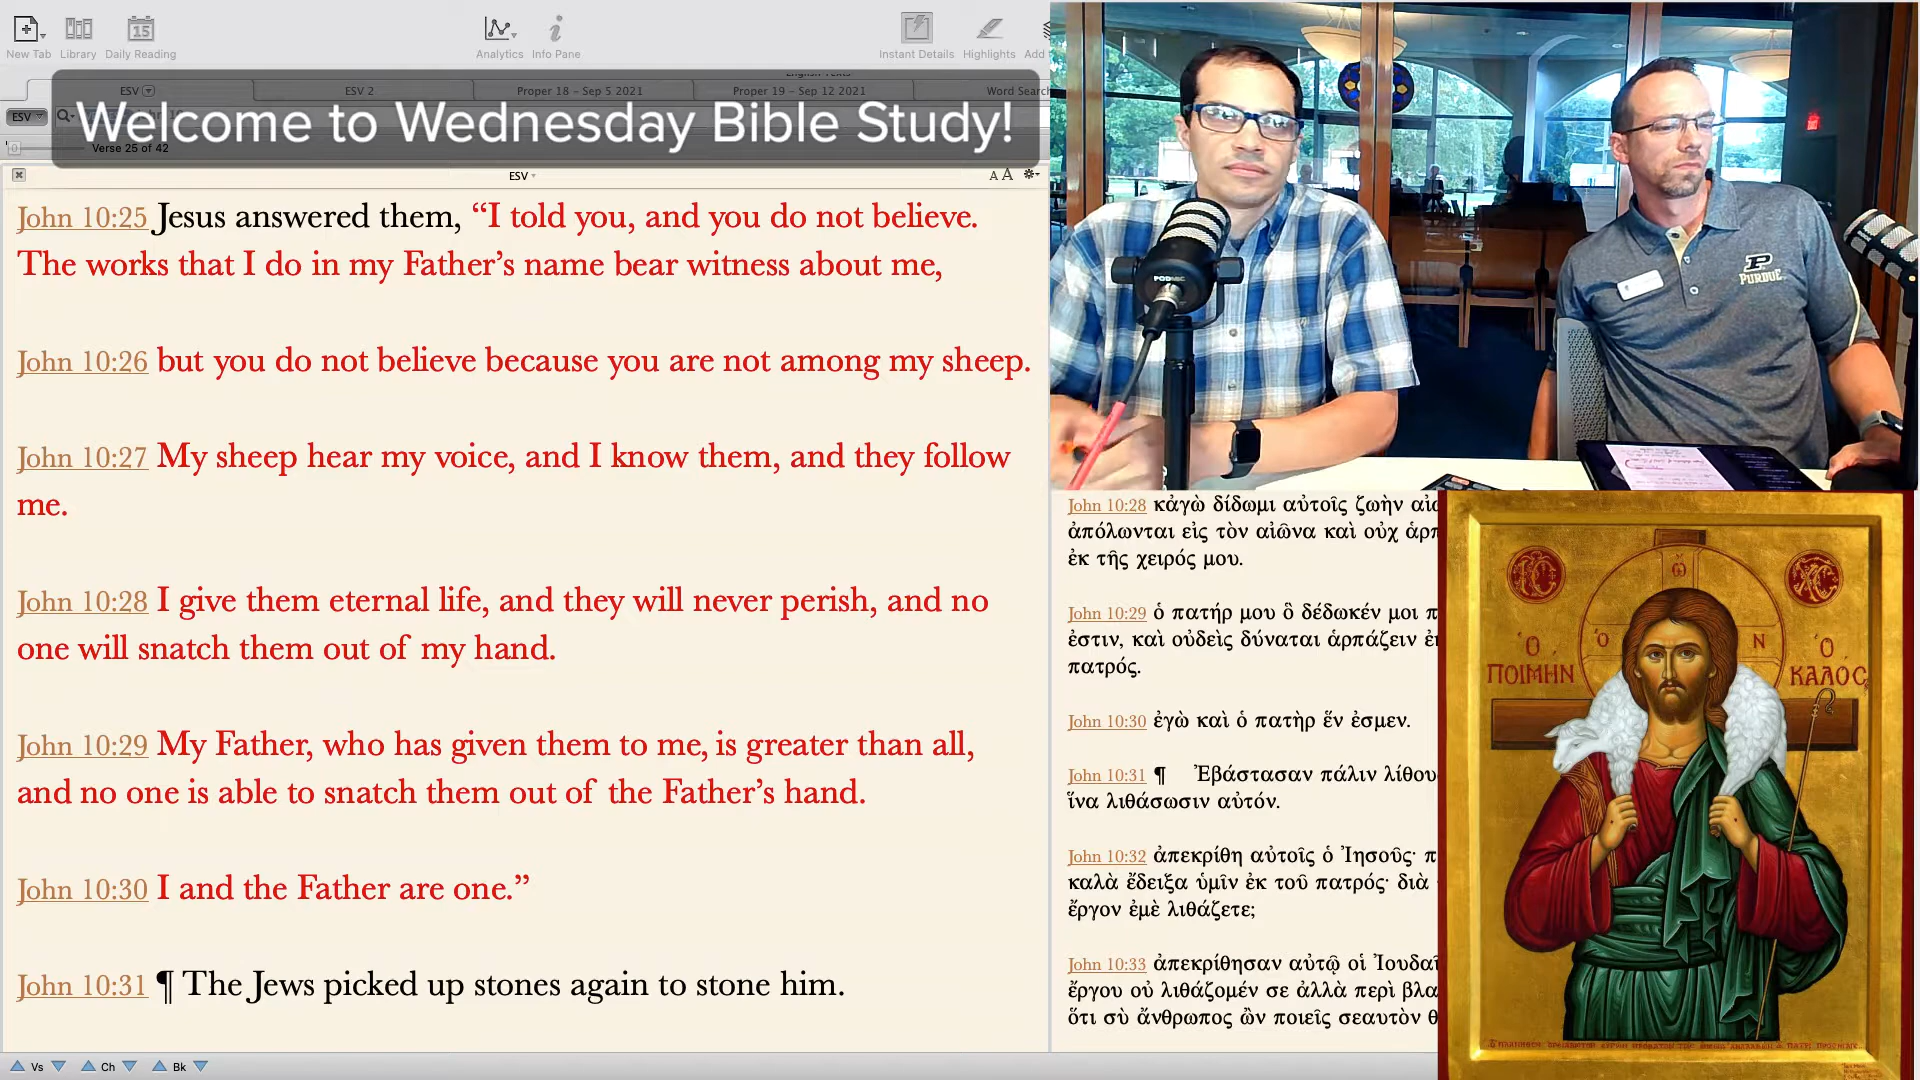 New Tab
Library
Daily Reading
15
Analytics
Info Pane
Instant Details
Highlights
Add
ESV
ESV 2
Proper 18 - Sep 5 2021
Proper 19 - Sep 12 2021
Word Search
ESV
Welcome to Wednesday Bible Study!
Verse 25 of 42
ESV
A A
John 10:25 Jesus answered them, “I told you, and you do not believe.
The works that I do in my Father’s name bear witness about me,
John 10:26 but you do not believe because you are not among my sheep.
John 10:27 My sheep hear my voice, and I know them, and they follow
me.
John 10:28 I give them eternal life, and they will never perish, and no
one will snatch them out of my hand.
John 10:29 My Father, who has given them to me, is greater than all,
and no one is able to snatch them out of the Father’s hand.
John 10:30 I and the Father are one.”
John 10:31 ¶ The Jews picked up stones again to stone him.
Vs
Ch
Bk
PODMIC
P
PURDUE
John 10:28 κἀγὼ δίδωμι αὐτοῖς ζωὴν
ἀπόλωνται εἰς τὸν αἰῶνα καὶ οὐχ
ἐκ τῆς χειρός μου.
John 10:29 ὁ πατήρ μου ὃ δέδωκέν μοι
ἐστιν, καὶ οὐδεὶς δύναται ἁρπάζειν
πατρός.
John 10:30 ἐγὼ καὶ ὁ πατὴρ ἕν ἐσμεν.
John 10:31 ¶ Ἐβάστασαν πάλιν λίθου
ἵνα λιθάσωσιν αὐτόν.
John 10:32 ἀπεκρίθη αὐτοῖς ὁ Ἰησοῦς·
καλὰ ἔδειξα ὑμῖν ἐκ τοῦ πατρός· διὰ
ἔργον ἐμὲ λιθάζετε;
John 10:33 ἀπεκρίθησαν αὐτῷ οἱ Ἰουδαῖ
ἔργου οὐ λιθάζομέν σε ἀλλὰ περὶ βλα
ὅτι σὺ ἄνθρωπος ὢν ποιεῖς σεαυτὸν
IC
XC
Ὁ ὤ Ν
Ὁ
ΠΟΙΜΗΝ
Ὁ
ΚΑΛΟC